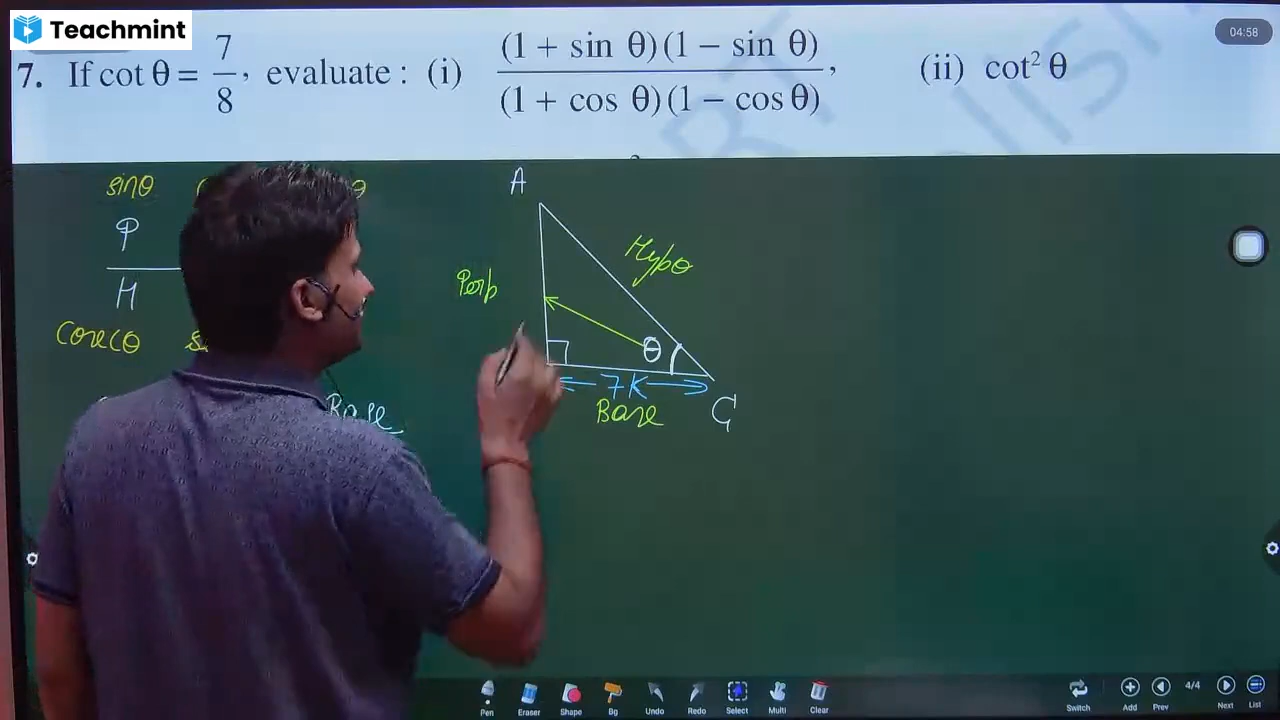 Teachmint
04:58
7. If cot θ = 7/8, evaluate : (i) (1 + sin θ)(1 − sin θ)/(1 + cos θ)(1 − cos θ), (ii) cot² θ
sinθ θ
A
P
H
Hypθ
Perp
Cosecθ s
θ
7K
Base
Base
C
Pen Eraser Shape Bg Undo Redo Select Multi Clear
Switch Add Prev 4/4 Next List